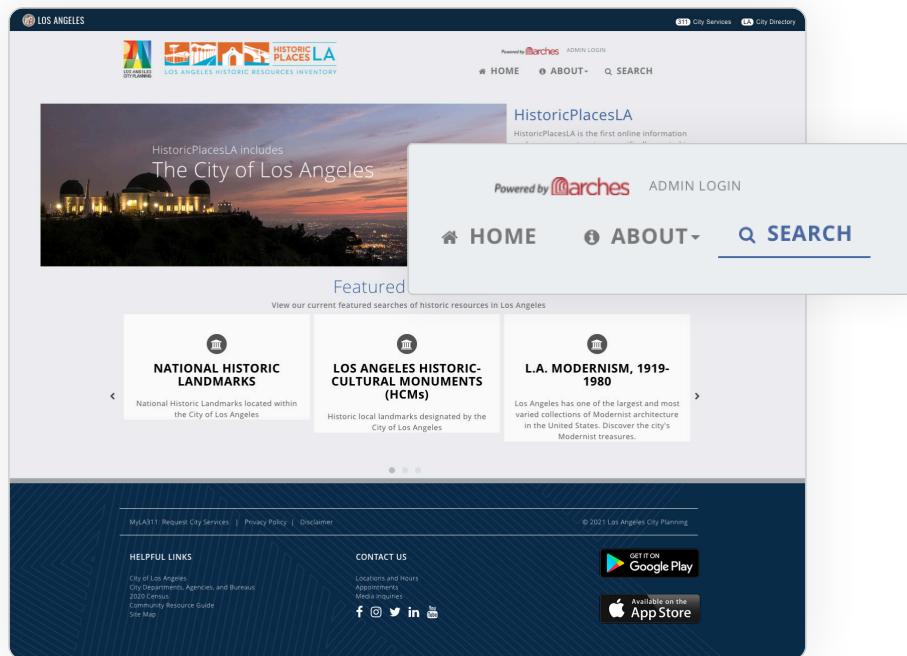 LOS ANGELES
311 City Services LA City Directory
LOS ANGELES
CITY PLANNING
HISTORIC
PLACES LA
LOS ANGELES HISTORIC RESOURCES INVENTORY
Powered by arches ADMIN LOGIN
HOME ABOUT SEARCH
HistoricPlacesLA includes
The City of Los Angeles
HistoricPlacesLA
HistoricPlacesLA is the first online information
Powered by arches ADMIN LOGIN
HOME ABOUT SEARCH
Featured
View our current featured searches of historic resources in Los Angeles
NATIONAL HISTORIC
LANDMARKS
National Historic Landmarks located within
the City of Los Angeles
LOS ANGELES HISTORIC-
CULTURAL MONUMENTS
(HCMs)
Historic local landmarks designated by the
City of Los Angeles
L.A. MODERNISM, 1919-
1980
Los Angeles has one of the largest and most
varied collections of Modernist architecture
in the United States. Discover the city's
Modernist treasures.
MyLA311: Request City Services | Privacy Policy | Disclaimer
© 2021 Los Angeles City Planning
HELPFUL LINKS
City of Los Angeles
City Departments, Agencies, and Bureaus
2020 Census
Community Resource Guide
Site Map
CONTACT US
Locations and Hours
Appointments
Media Inquiries
GET IT ON
Google Play
Available on the
App Store